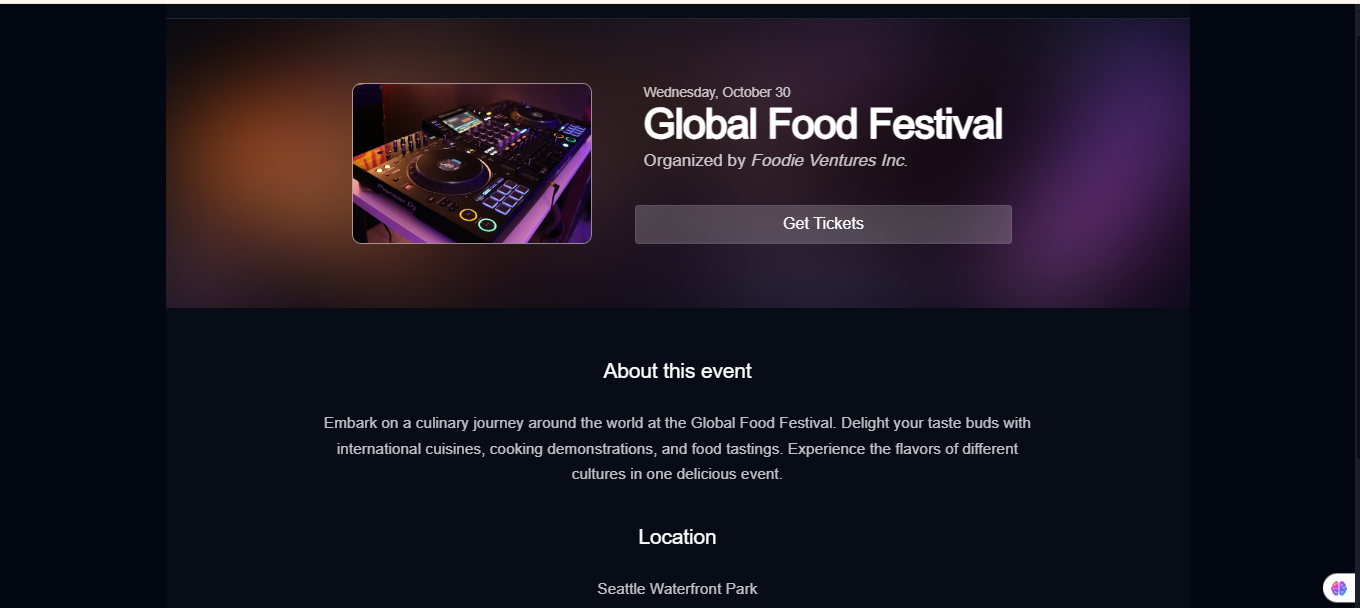 Wednesday, October 30
Global Food Festival
Organized by Foodie Ventures Inc.
Get Tickets
About this event
Embark on a culinary journey around the world at the Global Food Festival. Delight your taste buds with
international cuisines, cooking demonstrations, and food tastings. Experience the flavors of different
cultures in one delicious event.
Location
Seattle Waterfront Park